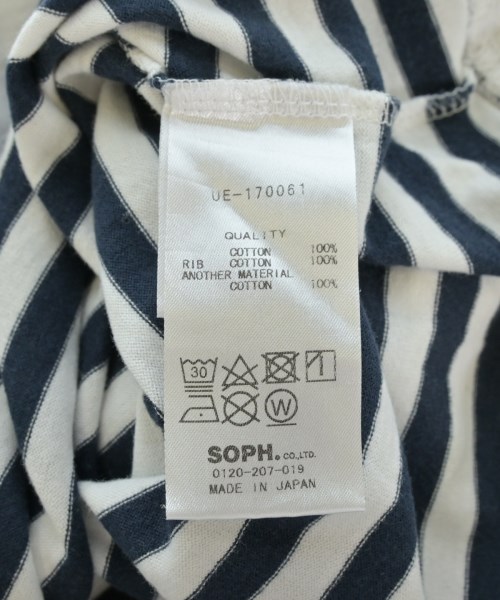 UE-170061
QUALITY
COTTON 100%
RIB COTTON 100%
ANOTHER MATERIAL
COTTON 100%
30
W
SOPH. CO.,LTD.
0120-207-019
MADE IN JAPAN